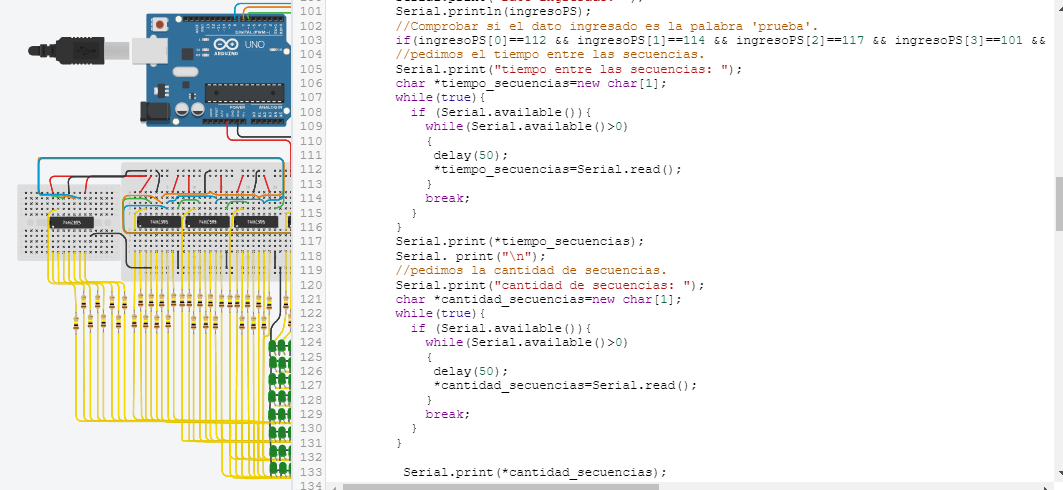 DIGITAL (PWM~)
UNO
ARDUINO
POWER
ANALOG IN
74HC595
74HC595
74HC595
74HC595
101 Serial.println(ingresoPS);
102 //Comprobar si el dato ingresado es la palabra 'prueba'.
103 if(ingresoPS[0]==112 && ingresoPS[1]==114 && ingresoPS[2]==117 && ingresoPS[3]==101 &&
104 //pedimos el tiempo entre las secuencias.
105 Serial.print("tiempo entre las secuencias: ");
106 char *tiempo_secuencias=new char[1];
107 while(true){
108 if (Serial.available()){
109 while(Serial.available()>0)
110 {
111 delay(50);
112 *tiempo_secuencias=Serial.read();
113 }
114 break;
115 }
116 }
117 Serial.print(*tiempo_secuencias);
118 Serial. print("\n");
119 //pedimos la cantidad de secuencias.
120 Serial.print("cantidad de secuencias: ");
121 char *cantidad_secuencias=new char[1];
122 while(true){
123 if (Serial.available()){
124 while(Serial.available()>0)
125 {
126 delay(50);
127 *cantidad_secuencias=Serial.read();
128 }
129 break;
130 }
131 }
132
133 Serial.print(*cantidad_secuencias);
134